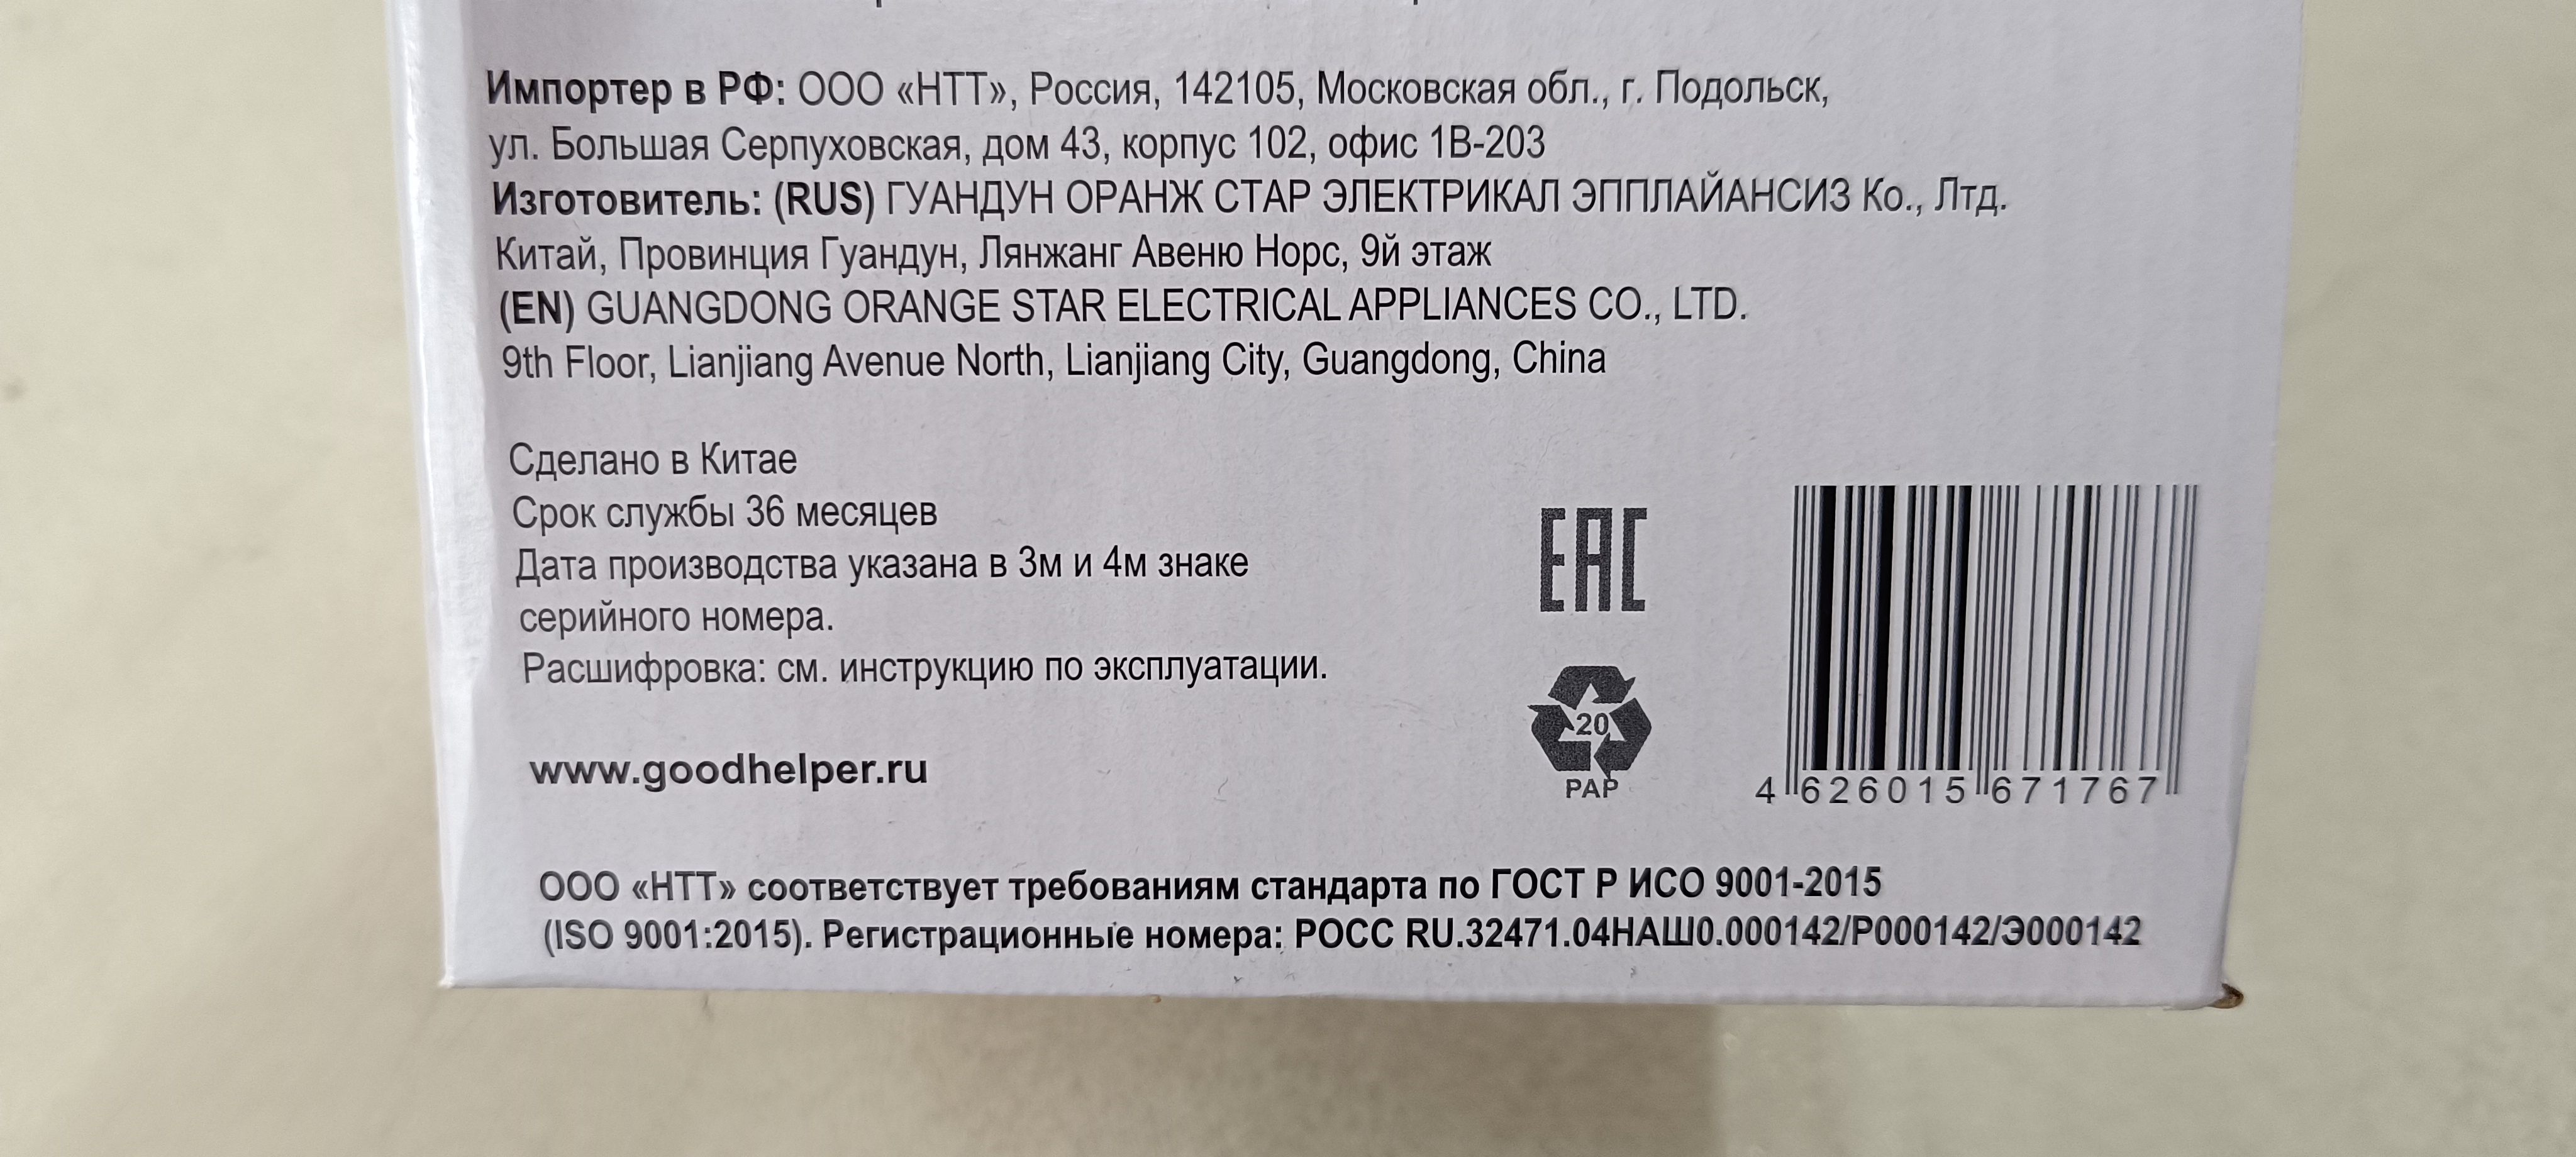 Импортер в РФ: ООО «НТТ», Россия, 142105, Московская обл., г. Подольск,
ул. Большая Серпуховская, дом 43, корпус 102, офис 1В-203
Изготовитель: (RUS) ГУАНДУН ОРАНЖ СТАР ЭЛЕКТРИКАЛ ЭППЛАЙАНСИЗ Ко., Лтд.
Китай, Провинция Гуандун, Лянжанг Авеню Норс, 9й этаж
(EN) GUANGDONG ORANGE STAR ELECTRICAL APPLIANCES CO., LTD.
9th Floor, Lianjiang Avenue North, Lianjiang City, Guangdong, China
Сделано в Китае
Срок службы 36 месяцев
Дата производства указана в 3м и 4м знаке
серийного номера.
Расшифровка: см. инструкцию по эксплуатации.
www.goodhelper.ru
EAC
20
PAP
4 626015 671767
ООО «НТТ» соответствует требованиям стандарта по ГОСТ Р ИСО 9001-2015
(ISO 9001:2015). Регистрационные номера: РОСС RU.32471.04НАШ0.000142/Р000142/Э000142